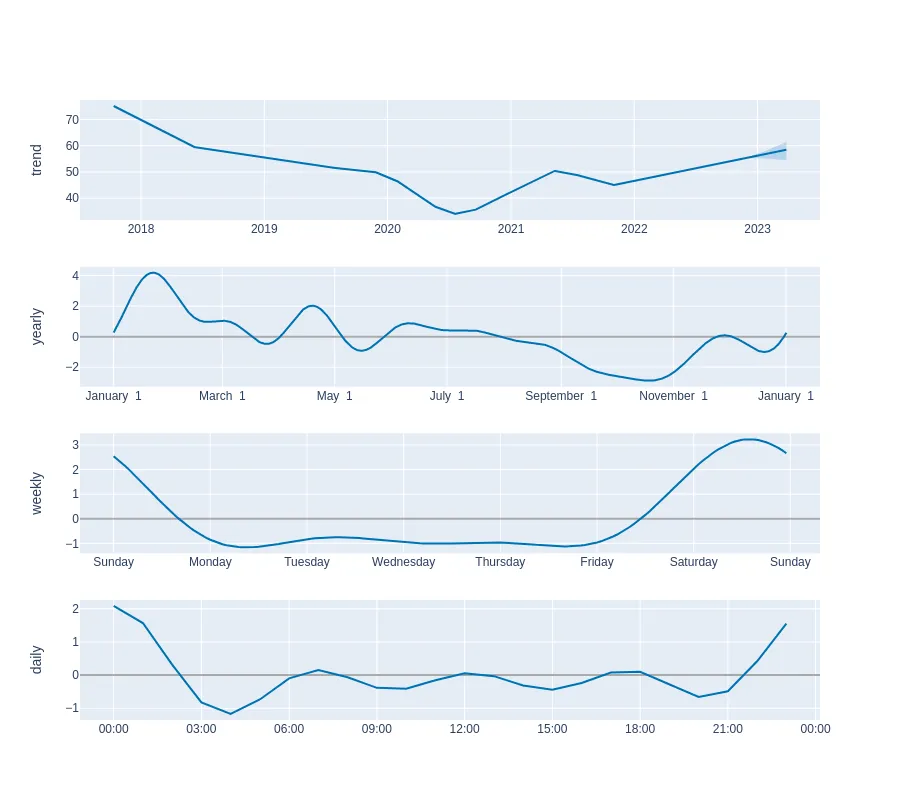 trend
70
60
50
40
2018 2019 2020 2021 2022 2023
yearly
4
2
0
−2
January 1 March 1 May 1 July 1 September 1 November 1 January 1
weekly
3
2
1
0
−1
Sunday Monday Tuesday Wednesday Thursday Friday Saturday Sunday
daily
2
1
0
−1
00:00 03:00 06:00 09:00 12:00 15:00 18:00 21:00 00:00